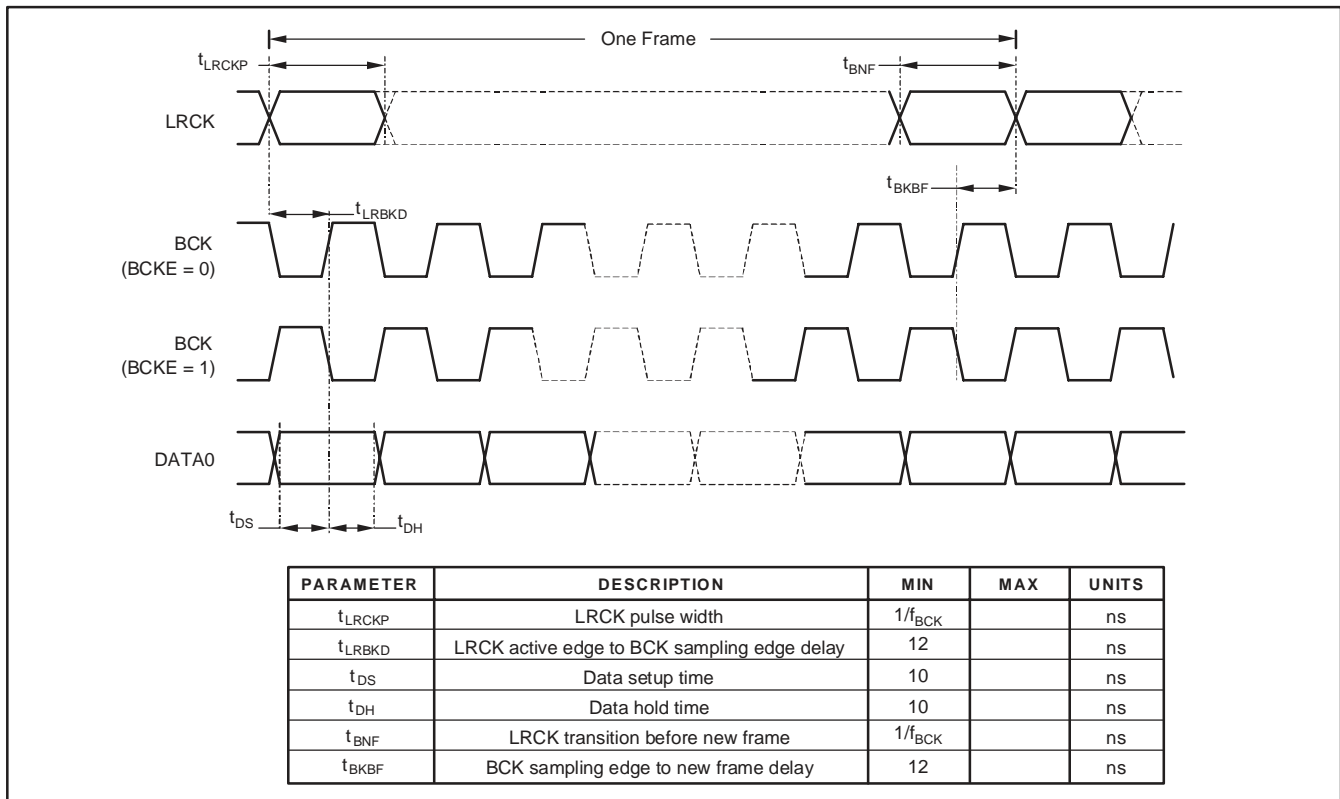 One Frame
tLRCKP
tBNF
LRCK
tBKBF
tLRBKD
BCK
(BCKE = 0)
BCK
(BCKE = 1)
DATA0
tDS
tDH
PARAMETER DESCRIPTION MIN MAX UNITS
tLRCKP LRCK pulse width 1/fBCK ns
tLRBKD LRCK active edge to BCK sampling edge delay 12 ns
tDS Data setup time 10 ns
tDH Data hold time 10 ns
tBNF LRCK transition before new frame 1/fBCK ns
tBKBF BCK sampling edge to new frame delay 12 ns